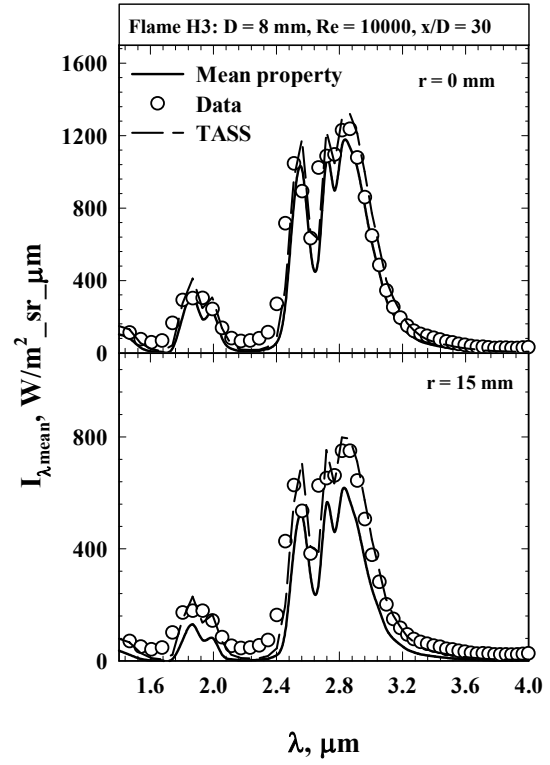 Flame H3: D = 8 mm, Re = 10000, x/D = 30
1600
1200
800
400
0
Mean property
Data
TASS
r = 0 mm
I_λmean, W/m²_sr_μm
800
400
0
r = 15 mm
1.6 2.0 2.4 2.8 3.2 3.6 4.0
λ, μm